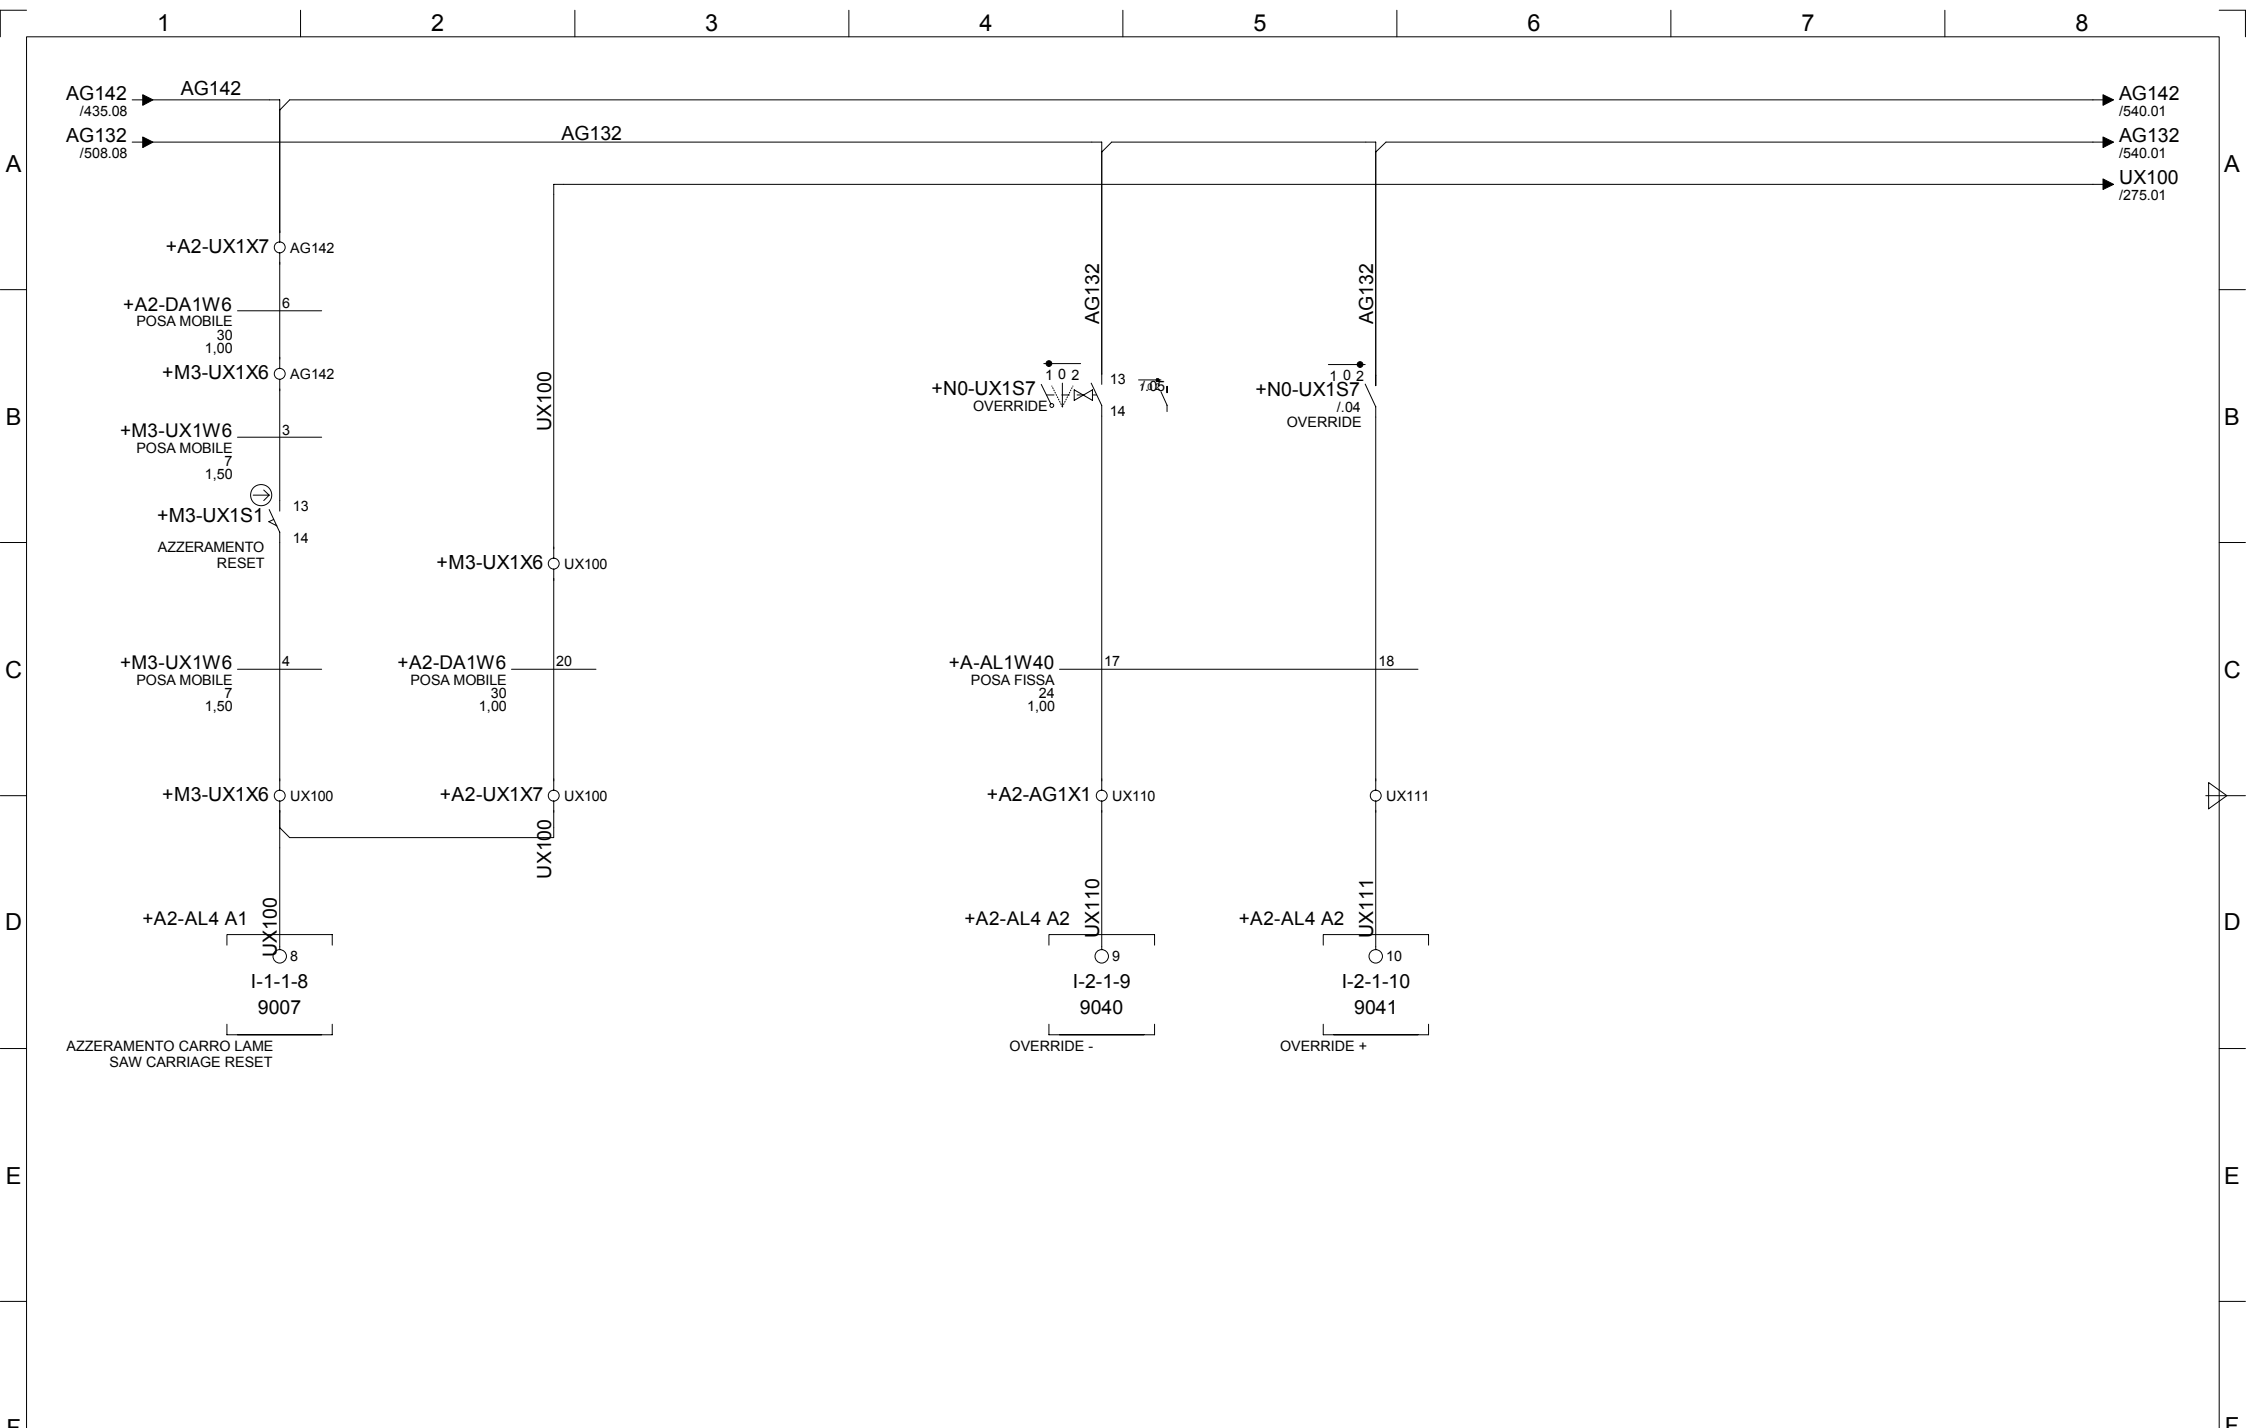 1 2 3 4 5 6 7 8
AG142 AG142 AG142
/435.08 /540.01
AG132 AG132 AG132
/508.08 /540.01
A A
UX100
/275.01
+A2-UX1X7 AG142
AG132 AG132
+A2-DA1W6 6
POSA MOBILE
30
1,00
+M3-UX1X6 AG142
UX100
1 0 2
+N0-UX1S7 13
OVERRIDE 14
1 0 2
+N0-UX1S7
/.04
OVERRIDE
B B
+M3-UX1W6 3
POSA MOBILE
7
1,50
+M3-UX1S1 13
14
AZZERAMENTO
RESET
+M3-UX1X6 UX100
C C
+M3-UX1W6 4
POSA MOBILE
7
1,50
+A2-DA1W6 20
POSA MOBILE
30
1,00
+A-AL1W40 17 18
POSA FISSA
24
1,00
+M3-UX1X6 UX100
+A2-UX1X7 UX100
+A2-AG1X1 UX110
UX111
UX100
UX100 UX110 UX111
D D
+A2-AL4 A1 +A2-AL4 A2 +A2-AL4 A2
8 9 10
I-1-1-8 I-2-1-9 I-2-1-10
9007 9040 9041
AZZERAMENTO CARRO LAME OVERRIDE - OVERRIDE +
SAW CARRIAGE RESET
E E